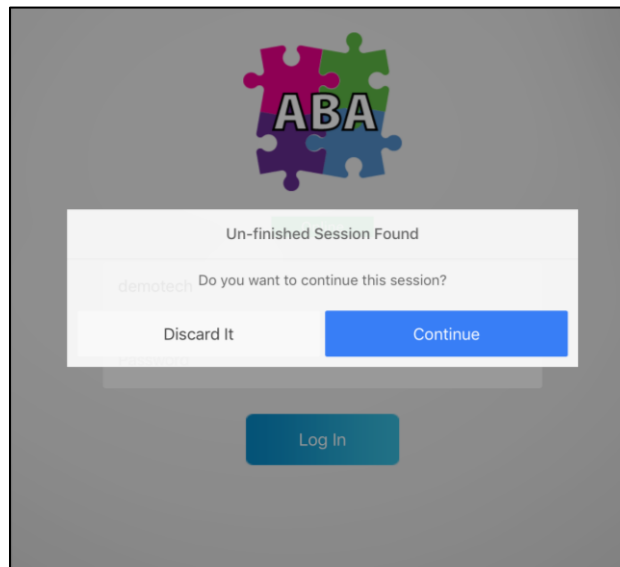 ABA
Un-finished Session Found
Do you want to continue this session?
demotech
Discard It
Continue
Log In